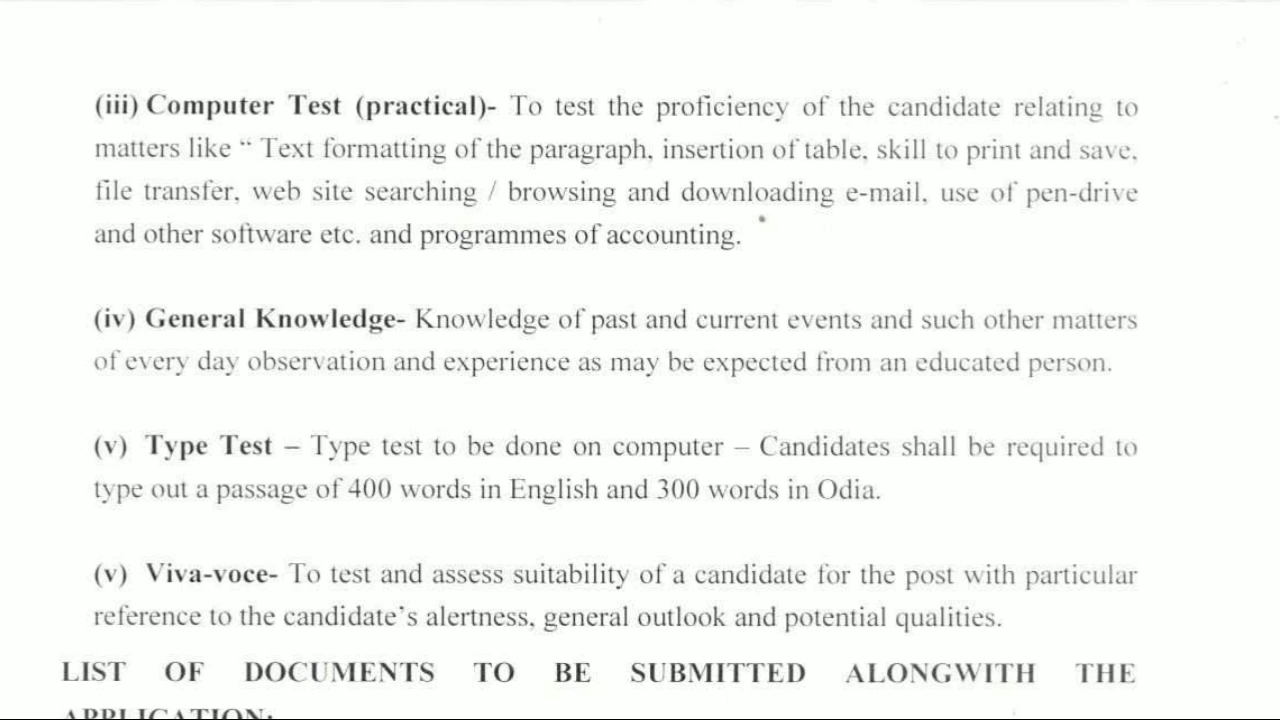 (iii) Computer Test (practical)- To test the proficiency of the candidate relating to
matters like “ Text formatting of the paragraph, insertion of table, skill to print and save,
file transfer, web site searching / browsing and downloading e-mail, use of pen-drive
and other software etc. and programmes of accounting.
(iv) General Knowledge- Knowledge of past and current events and such other matters
of every day observation and experience as may be expected from an educated person.
(v) Type Test – Type test to be done on computer – Candidates shall be required to
type out a passage of 400 words in English and 300 words in Odia.
(v) Viva-voce- To test and assess suitability of a candidate for the post with particular
reference to the candidate’s alertness, general outlook and potential qualities.
LIST OF DOCUMENTS TO BE SUBMITTED ALONGWITH THE
APPLICATION: